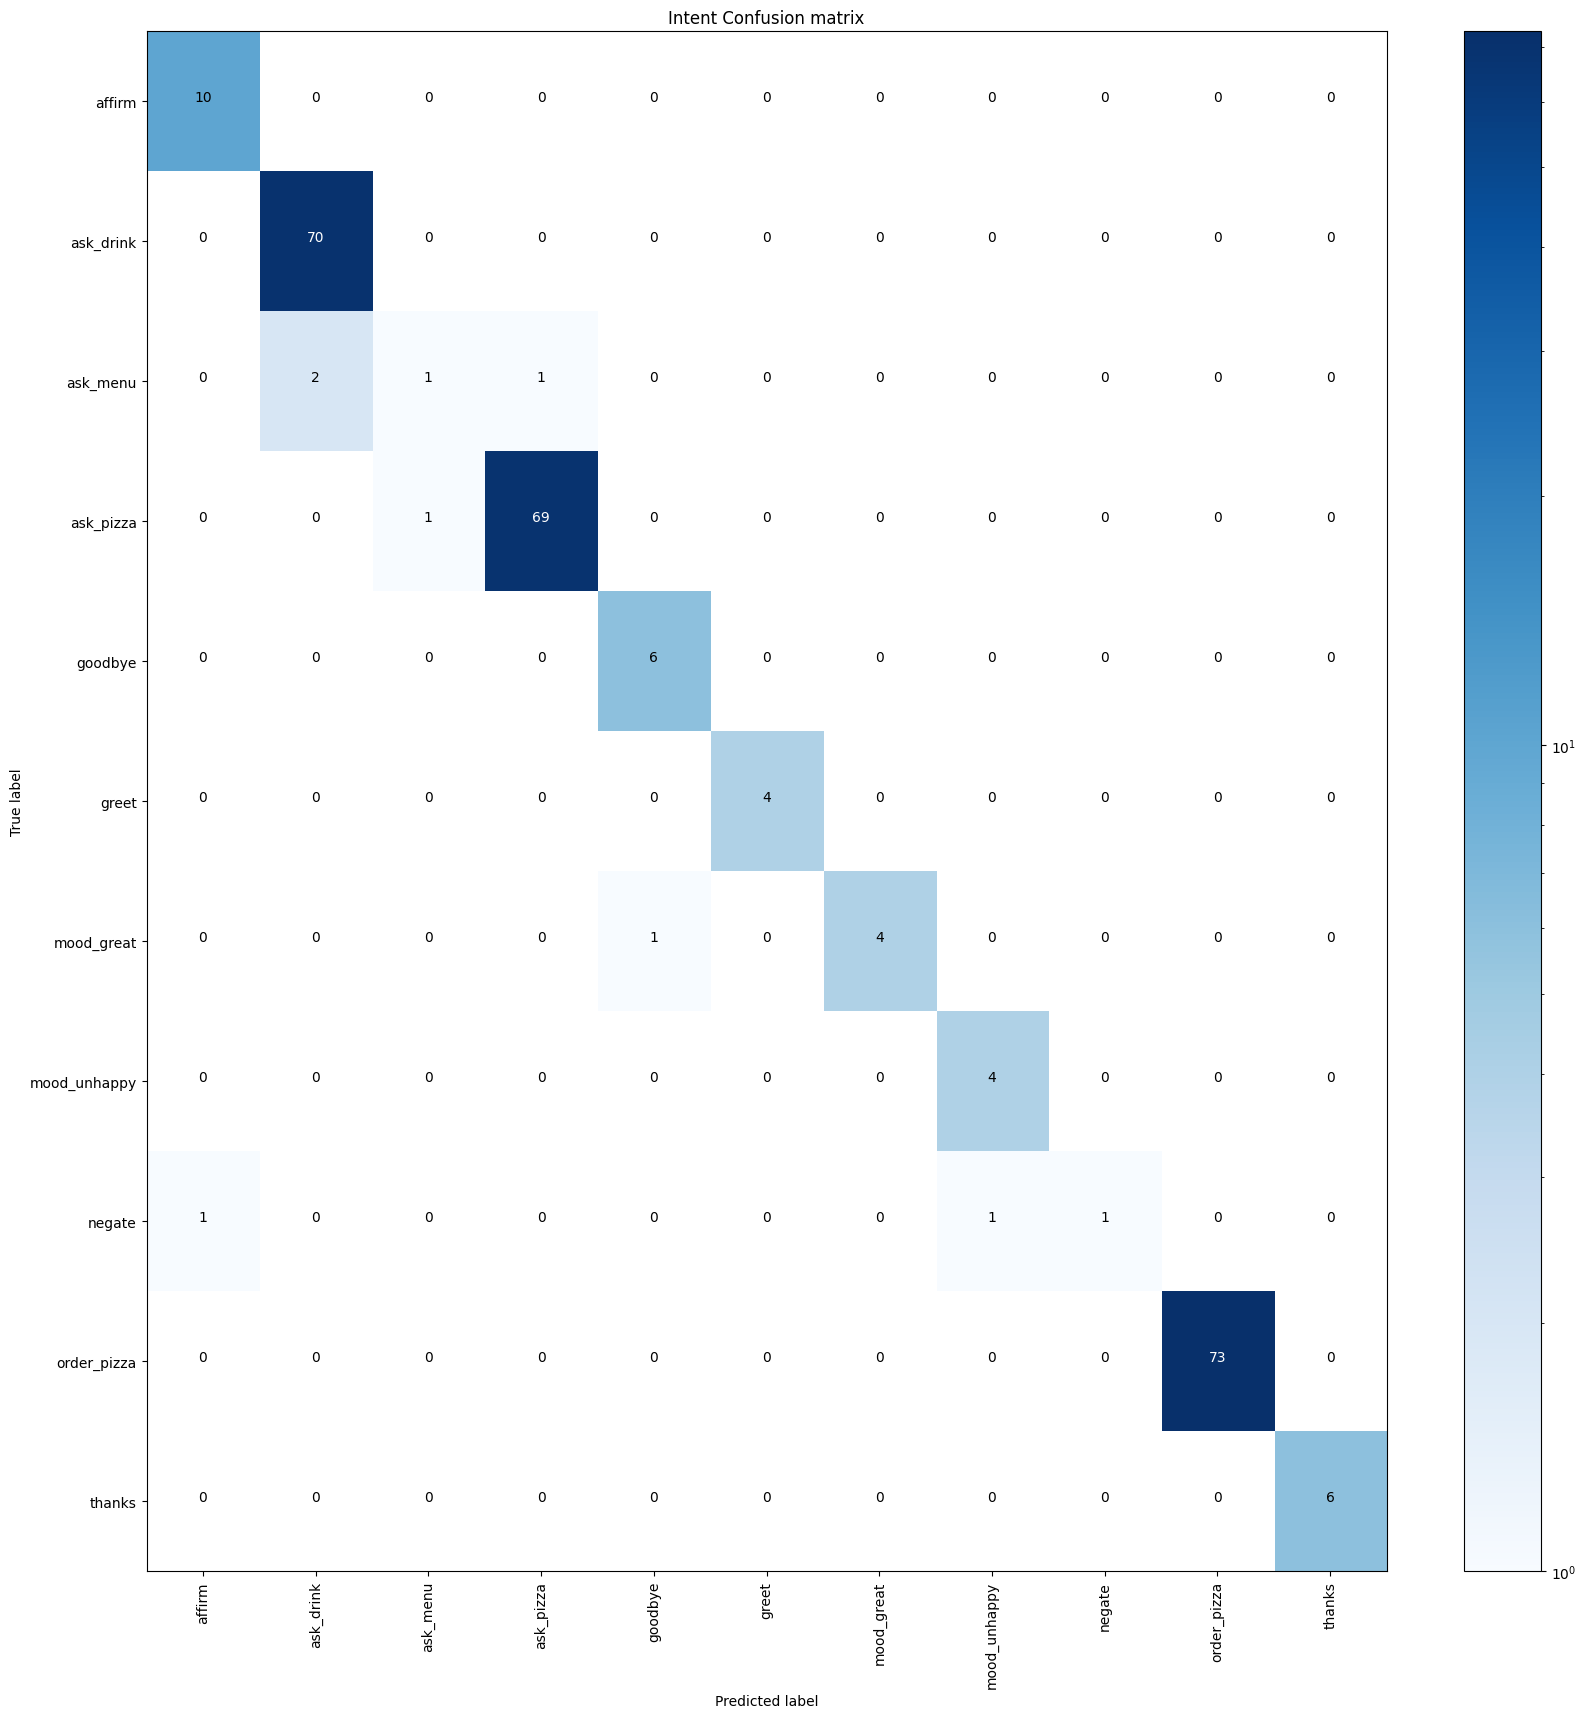 Intent Confusion matrix
affirm 10 0 0 0 0 0 0 0 0 0 0
ask_drink 0 70 0 0 0 0 0 0 0 0 0
ask_menu 0 2 1 1 0 0 0 0 0 0 0
ask_pizza 0 0 1 69 0 0 0 0 0 0 0
goodbye 0 0 0 0 6 0 0 0 0 0 0
greet 0 0 0 0 0 4 0 0 0 0 0
mood_great 0 0 0 0 1 0 4 0 0 0 0
mood_unhappy 0 0 0 0 0 0 0 4 0 0 0
negate 1 0 0 0 0 0 0 1 1 0 0
order_pizza 0 0 0 0 0 0 0 0 0 73 0
thanks 0 0 0 0 0 0 0 0 0 0 6
True label
affirm ask_drink ask_menu ask_pizza goodbye greet mood_great mood_unhappy negate order_pizza thanks
Predicted label
10¹
10⁰